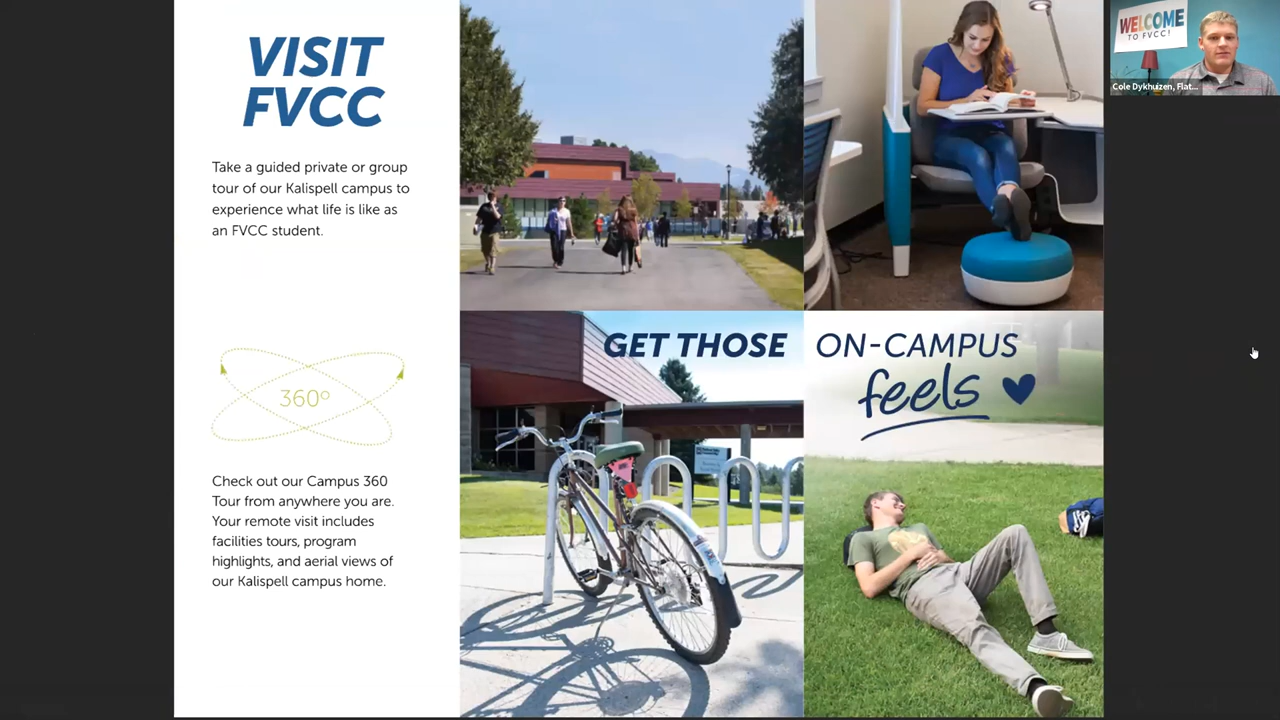 VISIT
FVCC
Take a guided private or group
tour of our Kalispell campus to
experience what life is like as
an FVCC student.
360°
Check out our Campus 360
Tour from anywhere you are.
Your remote visit includes
facilities tours, program
highlights, and aerial views of
our Kalispell campus home.
GET THOSE ON-CAMPUS
feels
WELCOME
TO FVCC!
Cole Dykhuizen, Flat...